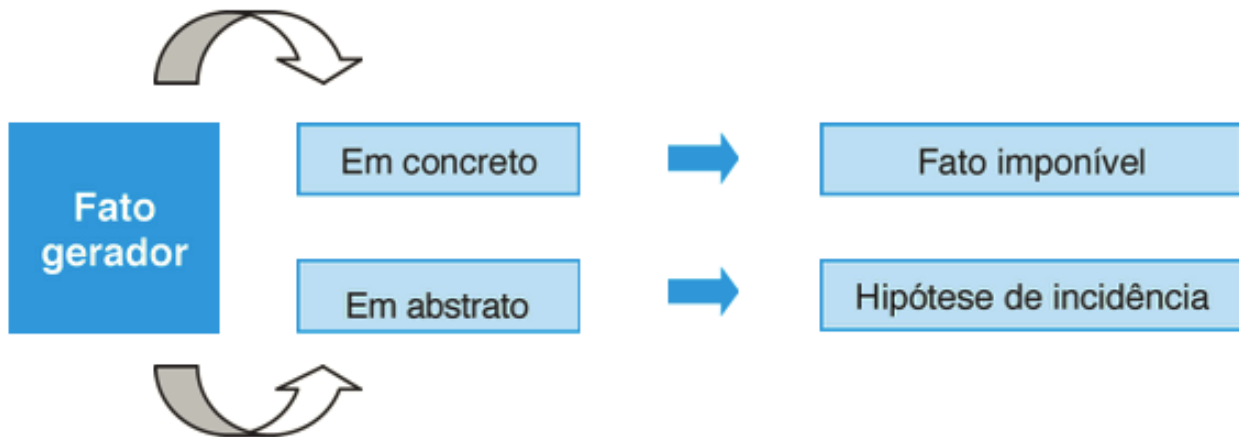 Fato
gerador
Em concreto
Fato imponível
Em abstrato
Hipótese de incidência